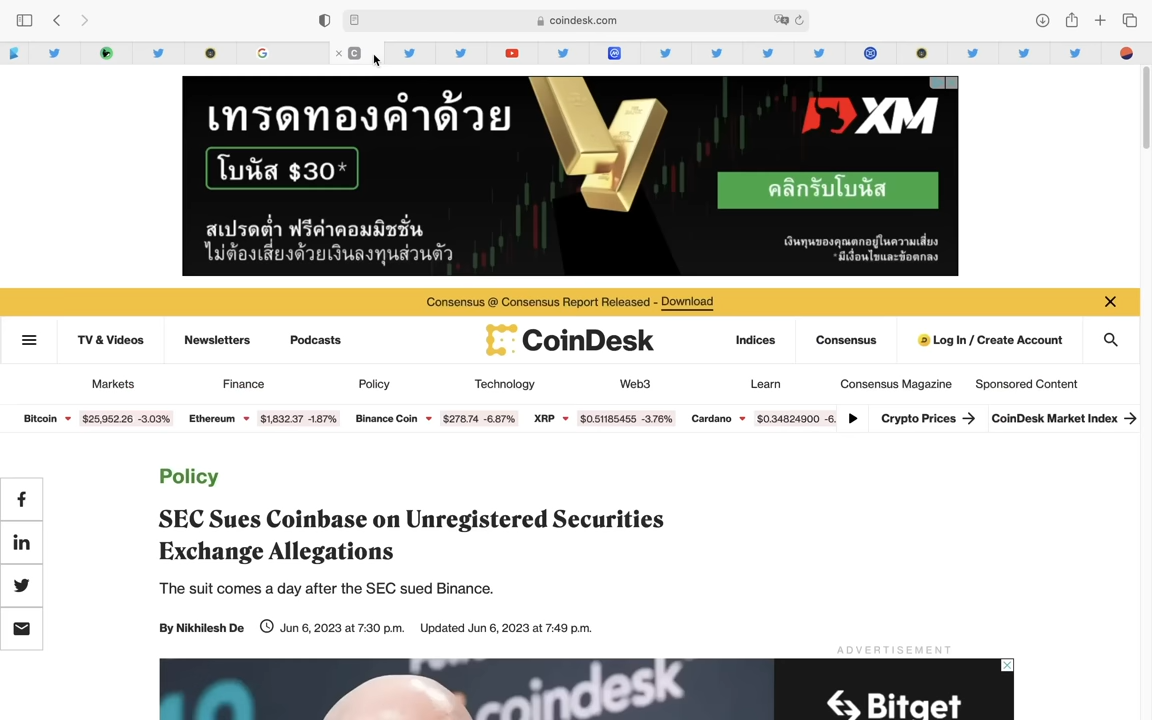 coindesk.com
G
C
เทรดทองคำด้วย
โบนัส $30*
สเปรดต่ำ ฟรีค่าคอมมิชชั่น
ไม่ต้องเสี่ยงด้วยเงินลงทุนส่วนตัว
XM
คลิกรับโบนัส
เงินทุนของคุณตกอยู่ในความเสี่ยง
*มีเงื่อนไขและข้อตกลง
Consensus @ Consensus Report Released - Download
TV & Videos Newsletters Podcasts CoinDesk Indices Consensus Log In / Create Account
Markets Finance Policy Technology Web3 Learn Consensus Magazine Sponsored Content
Bitcoin $25,952.26 -3.03% Ethereum $1,832.37 -1.87% Binance Coin $278.74 -6.87% XRP $0.51185455 -3.76% Cardano $0.34824900 -6. Crypto Prices → CoinDesk Market Index →
Policy
SEC Sues Coinbase on Unregistered Securities
Exchange Allegations
The suit comes a day after the SEC sued Binance.
By Nikhilesh De Jun 6, 2023 at 7:30 p.m. Updated Jun 6, 2023 at 7:49 p.m.
ADVERTISEMENT
coindesk
Bitget